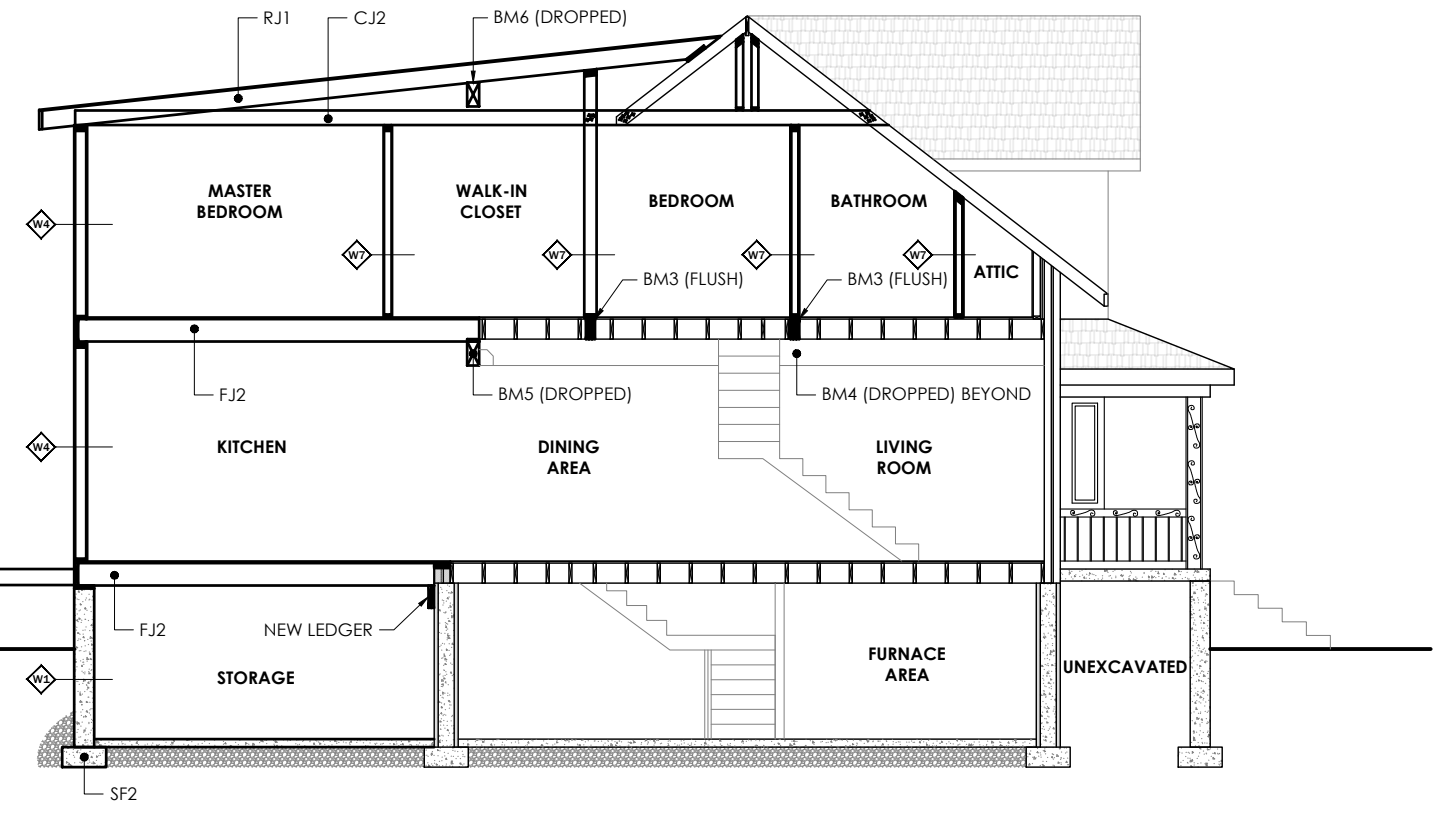 RJ1
CJ2
BM6 (DROPPED)
MASTER
BEDROOM
WALK-IN
CLOSET
BEDROOM
BATHROOM
W4
W7
W7
W7
W7
ATTIC
BM3 (FLUSH)
BM3 (FLUSH)
FJ2
BM5 (DROPPED)
BM4 (DROPPED) BEYOND
W4
KITCHEN
DINING
AREA
LIVING
ROOM
FJ2
NEW LEDGER
W1
STORAGE
FURNACE
AREA
UNEXCAVATED
SF2